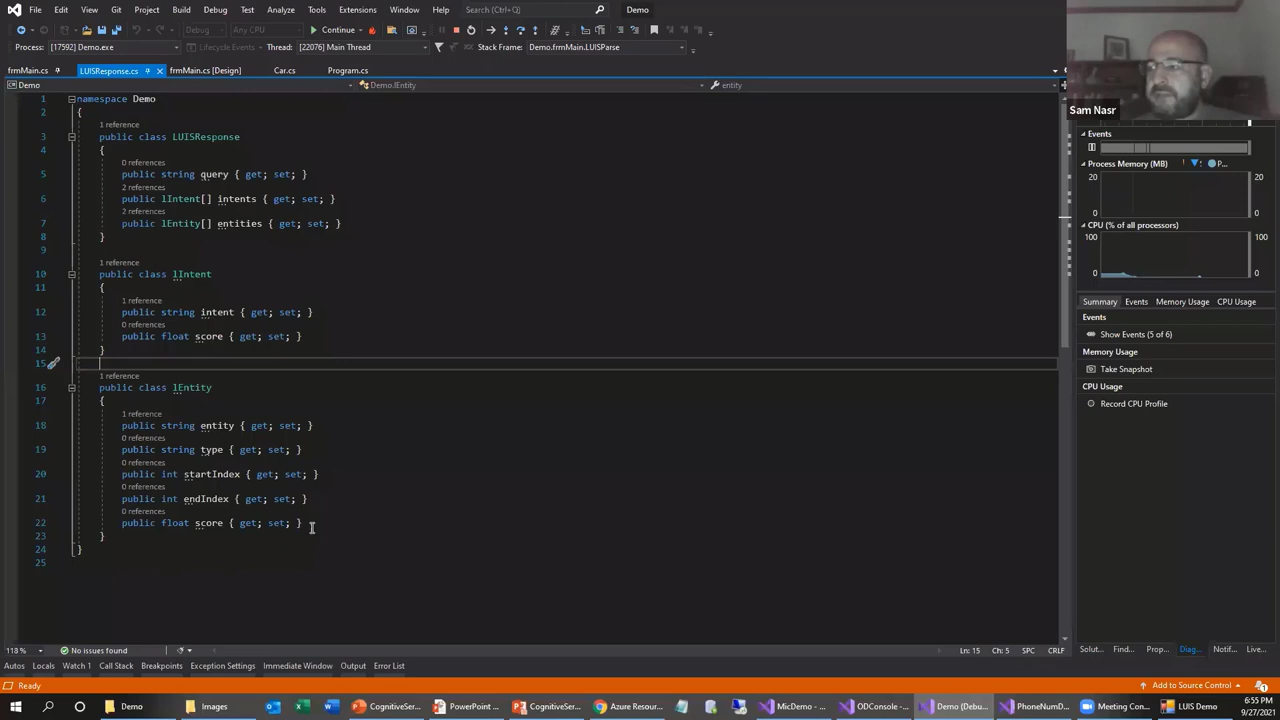 File Edit View Git Project Build Debug Test Analyze Tools Extensions Window Help Search (Ctrl+Q) Demo
Debug Any CPU Continue
Process: [17592] Demo.exe Lifecycle Events Thread: [22076] Main Thread Stack Frame: Demo.frmMain.LUISParse
frmMain.cs LUISResponse.cs frmMain.cs [Design] Car.cs Program.cs
Demo Demo.lEntity entity
Sam Nasr
1 namespace Demo
2 {
1 reference
3 public class LUISResponse
4 {
0 references
5 public string query { get; set; }
2 references
6 public lIntent[] intents { get; set; }
2 references
7 public lEntity[] entities { get; set; }
8 }
9
1 reference
10 public class lIntent
11 {
1 reference
12 public string intent { get; set; }
0 references
13 public float score { get; set; }
14 }
15
1 reference
16 public class lEntity
17 {
1 reference
18 public string entity { get; set; }
0 references
19 public string type { get; set; }
0 references
20 public int startIndex { get; set; }
0 references
21 public int endIndex { get; set; }
0 references
22 public float score { get; set; }
23 }
24 }
25
Events
Process Memory (MB) P...
20 20
0 0
CPU (% of all processors)
100 100
0 0
Summary Events Memory Usage CPU Usage
Events
Show Events (5 of 6)
Memory Usage
Take Snapshot
CPU Usage
Record CPU Profile
118 % No issues found Ln: 15 Ch: 5 SPC CRLF
Solut... Find... Prop... Diag... Notif... Live...
Autos Locals Watch 1 Call Stack Breakpoints Exception Settings Immediate Window Output Error List
Ready Add to Source Control 1
Demo Images CognitiveSer... PowerPoint ... CognitiveSer... Azure Resour... MicDemo - ... ODConsole - ... Demo (Debu... PhoneNumD... Meeting Con... LUIS Demo 6:55 PM
9/27/2021